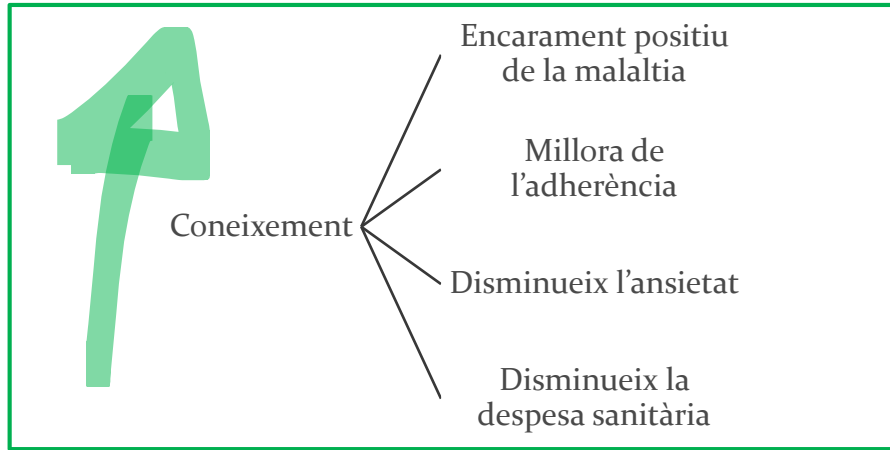 Encarament positiu
de la malaltia
Millora de
l’adherència
Coneixement
Disminueix l’ansietat
Disminueix la
despesa sanitària